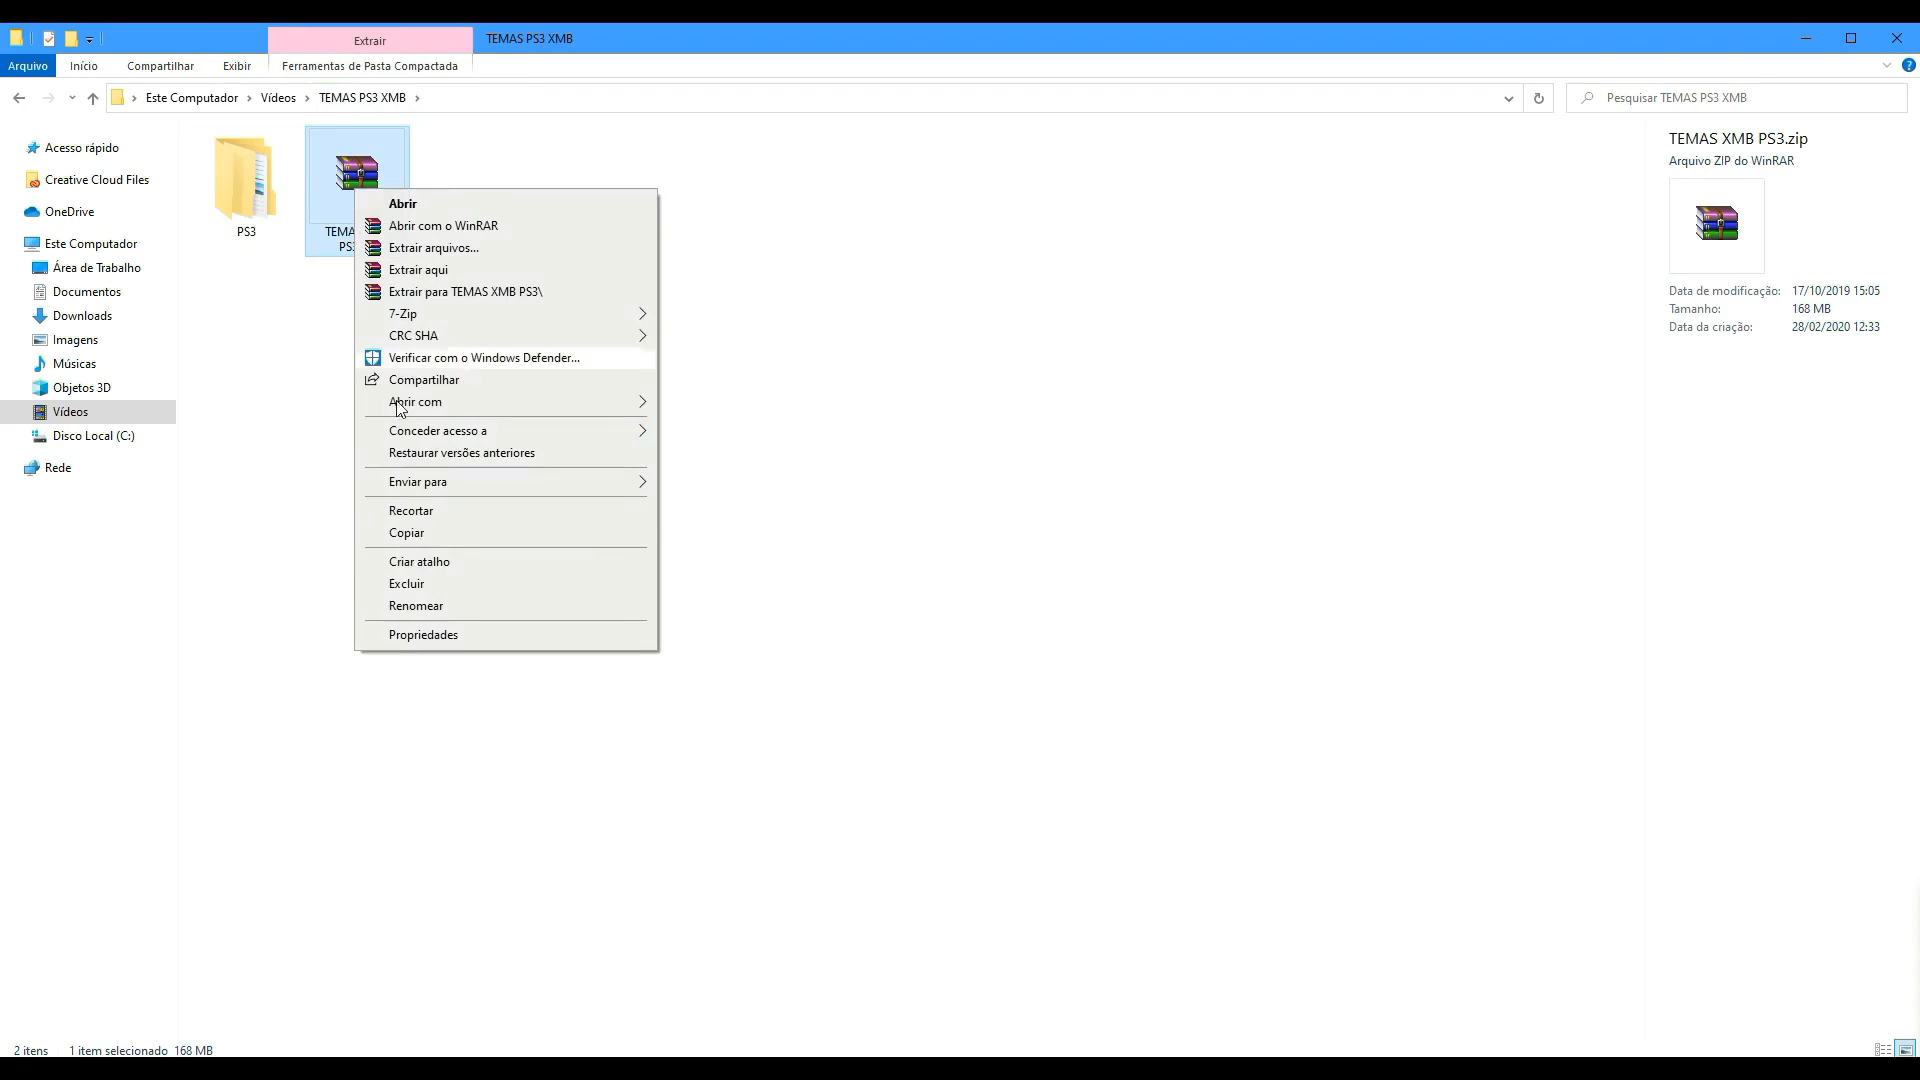 Extrair
TEMAS PS3 XMB
Arquivo
Início
Compartilhar
Exibir
Ferramentas de Pasta Compactada
Este Computador
Vídeos
TEMAS PS3 XMB
Pesquisar TEMAS PS3 XMB
Acesso rápido
Creative Cloud Files
OneDrive
Este Computador
Área de Trabalho
Documentos
Downloads
Imagens
Músicas
Objetos 3D
Vídeos
Disco Local (C:)
Rede
PS3
Abrir
Abrir com o WinRAR
Extrair arquivos...
Extrair aqui
Extrair para TEMAS XMB PS3\
7-Zip
CRC SHA
Verificar com o Windows Defender...
Compartilhar
Abrir com
Conceder acesso a
Restaurar versões anteriores
Enviar para
Recortar
Copiar
Criar atalho
Excluir
Renomear
Propriedades
TEMAS XMB PS3.zip
Arquivo ZIP do WinRAR
Data de modificação: 17/10/2019 15:05
Tamanho: 168 MB
Data da criação: 28/02/2020 12:33
2 itens
1 item selecionado 168 MB